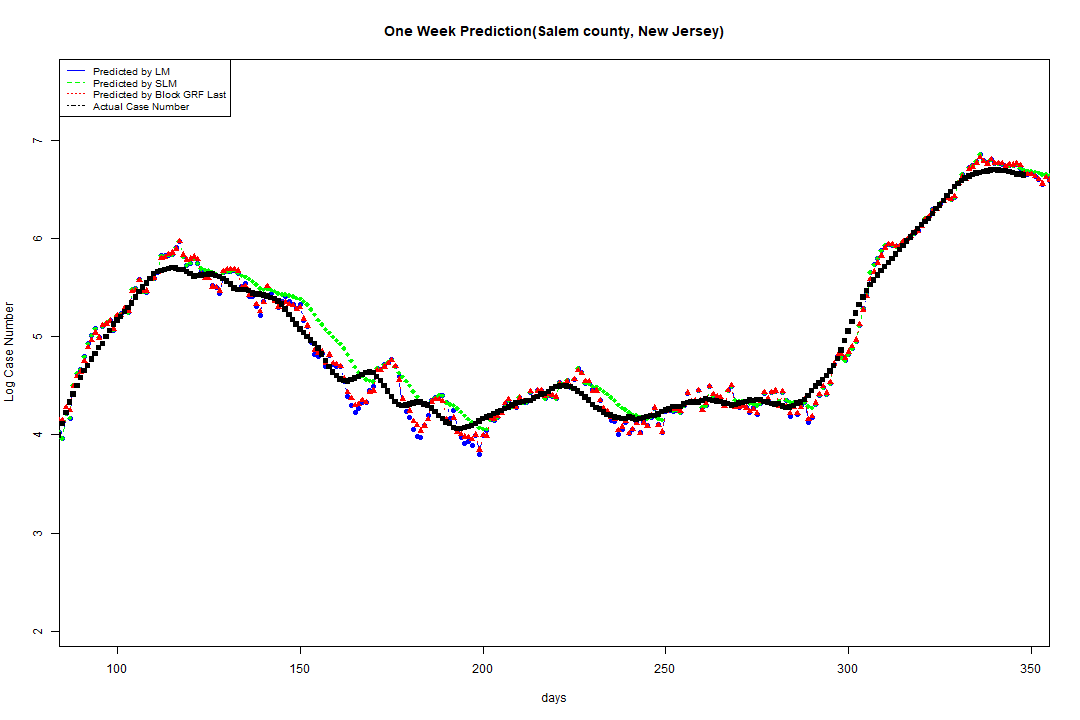 One Week Prediction(Salem county, New Jersey)
Predicted by LM
Predicted by SLM
Predicted by Block GRF Last
Actual Case Number
7
6
5
4
3
2
Log Case Number
100 150 200 250 300 350
days